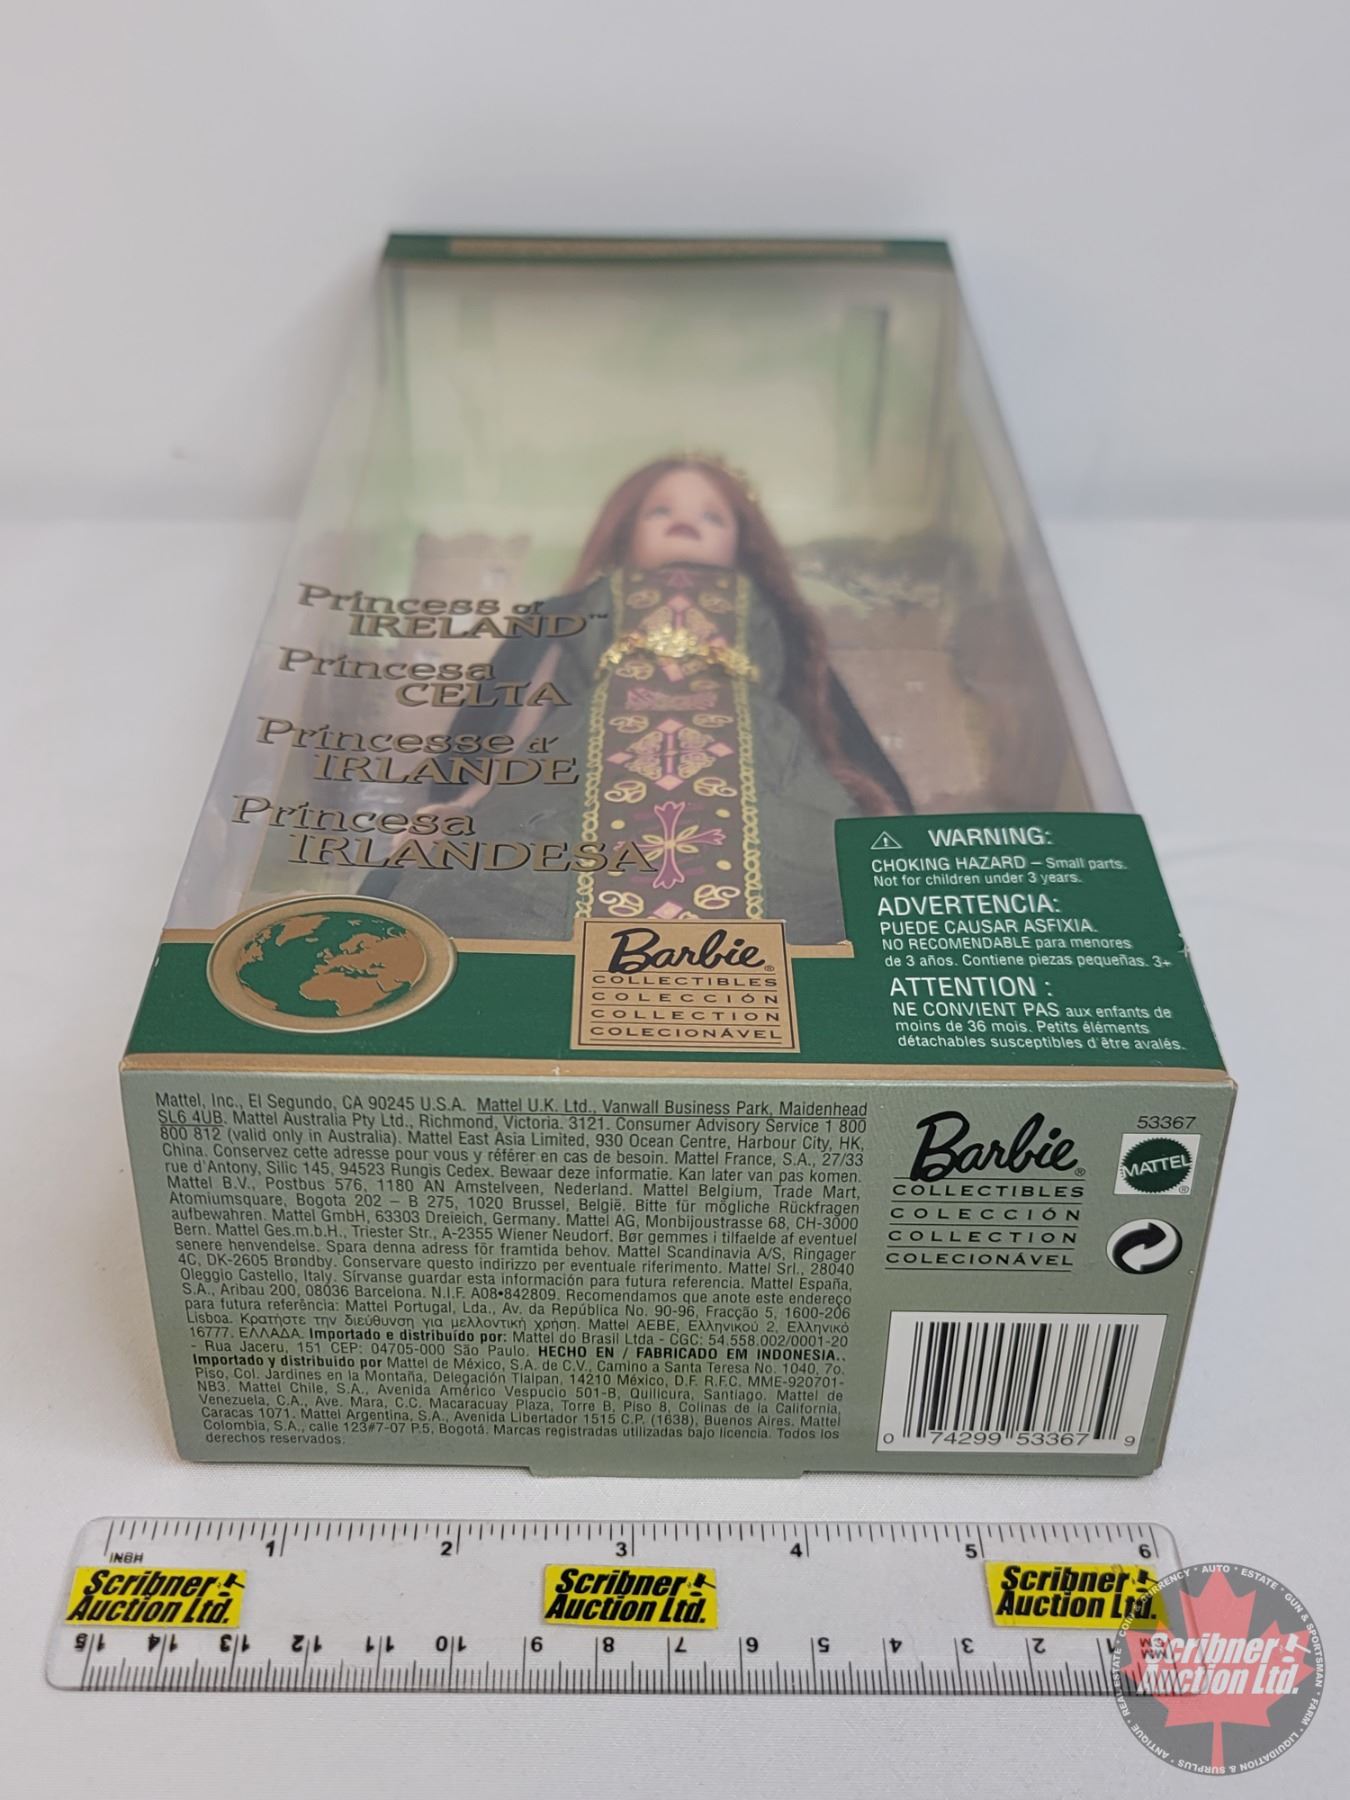 Princess of
IRELAND™
Princesa
CELTA
Princesse d'
IRLANDE
Princesa
IRLANDESA
Barbie®
COLLECTIBLES
COLECCIÓN
COLLECTION
COLECIONÁVEL
⚠ WARNING:
CHOKING HAZARD – Small parts.
Not for children under 3 years.
ADVERTENCIA:
PUEDE CAUSAR ASFIXIA.
NO RECOMENDABLE para menores
de 3 años. Contiene piezas pequeñas. 3+
ATTENTION :
NE CONVIENT PAS aux enfants de
moins de 36 mois. Petits éléments
détachables susceptibles d'être avalés.
Mattel, Inc., El Segundo, CA 90245 U.S.A. Mattel U.K. Ltd., Vanwall Business Park, Maidenhead
SL6 4UB. Mattel Australia Pty Ltd., Richmond, Victoria. 3121. Consumer Advisory Service 1 800
800 812 (valid only in Australia). Mattel East Asia Limited, 930 Ocean Centre, Harbour City, HK,
China. Conservez cette adresse pour vous y référer en cas de besoin. Mattel France, S.A., 27/33
rue d'Antony, Silic 145, 94523 Rungis Cedex. Bewaar deze informatie. Kan later van pas komen.
Mattel B.V., Postbus 576, 1180 AN Amstelveen, Nederland. Mattel Belgium, Trade Mart,
Atomiumsquare, Bogota 202 – B 275, 1020 Brussel, België. Bitte für mögliche Rückfragen
aufbewahren. Mattel GmbH, 63303 Dreieich, Germany. Mattel AG, Monbijoustrasse 68, CH-3000
Bern. Mattel Ges.m.b.H., Triester Str., A-2355 Wiener Neudorf. Bør gemmes i tilfælde af eventuel
senere henvendelse. Spara denna adress för framtida behov. Mattel Scandinavia A/S, Ringager
4C, DK-2605 Brøndby. Conservare questo indirizzo per eventuale riferimento. Mattel Srl., 28040
Oleggio Castello, Italy. Sírvanse guardar esta información para futura referencia. Mattel España,
S.A., Aribau 200, 08036 Barcelona. N.I.F. A08•842809. Recomendamos que anote este endereço
para futura referência: Mattel Portugal, Lda., Av. da República No. 90-96, Fracção 5, 1600-206
Lisboa. Κρατήστε την διεύθυνση για μελλοντική χρήση. Mattel AEBE, Ελληνικού 2, Ελληνικό
16777. ΕΛΛΑΔΑ. Importado e distribuído por: Mattel do Brasil Ltda - CGC: 54.558.002/0001-20
- Rua Jaceru, 151. CEP: 04705-000 São Paulo. HECHO EN / FABRICADO EM INDONESIA..
Importado y distribuido por Mattel de México, S.A. de C.V., Camino a Santa Teresa No. 1040, 7o.
Piso, Col. Jardines en la Montaña, Delegación Tlalpan, 14210 México, D.F. R.F.C. MME-920701-
NB3. Mattel Chile, S.A., Avenida Américo Vespucio 501-B, Quilicura, Santiago. Mattel de
Venezuela, C.A., Ave. Mara, C.C. Macaracuay Plaza, Torre B, Piso 8, Colinas de la California,
Caracas 1071. Mattel Argentina, S.A., Avenida Libertador 1515 C.P. (1638), Buenos Aires. Mattel
Colombia, S.A., calle 123#7-07 P.5, Bogotá. Marcas registradas utilizadas bajo licencia. Todos los
derechos reservados.
Barbie®
COLLECTIBLES
COLECCIÓN
COLLECTION
COLECIONÁVEL
53367
MATTEL®
0 74299 53367 9
INCH 1 2 3 4 5 6
Scribner
Auction Ltd.
Scribner
Auction Ltd.
Scribner
Auction Ltd.
15 14 13 12 11 10 9 8 7 6 5 4 3 2 1
Scribner
Auction Ltd.
REAL ESTATE • COIN & CURRENCY • AUTO • ESTATE • GUN & SPORTSMAN • FARM • LIQUIDATION & SURPLUS • ANTIQUE